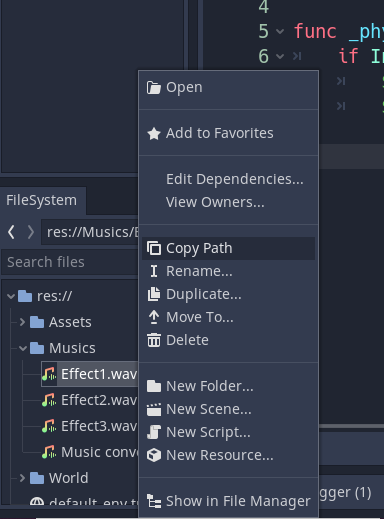 4
5 func _phy
6 if In
Open
Add to Favorites
Edit Dependencies...
View Owners...
FileSystem
res://Musics/E
Copy Path
Search files
Rename...
res://
Duplicate...
Assets
Move To...
Musics
Delete
Effect1.wav
New Folder...
Effect2.wav
New Scene...
Effect3.wav
New Script...
Music conv
New Resource...
World
gger (1)
default_env.t
Show in File Manager